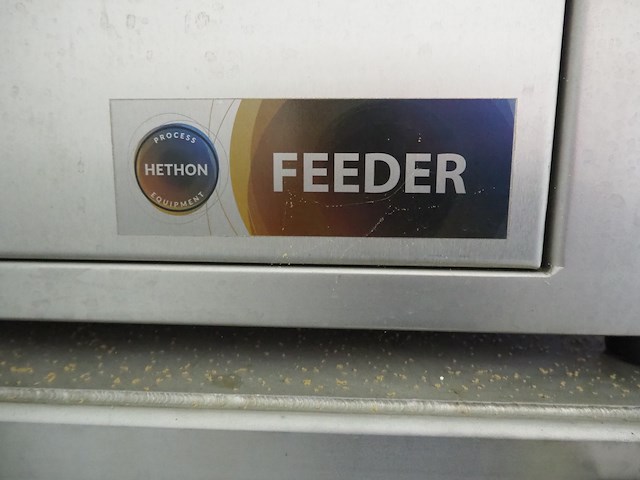 PROCESS
HETHON
EQUIPMENT
FEEDER